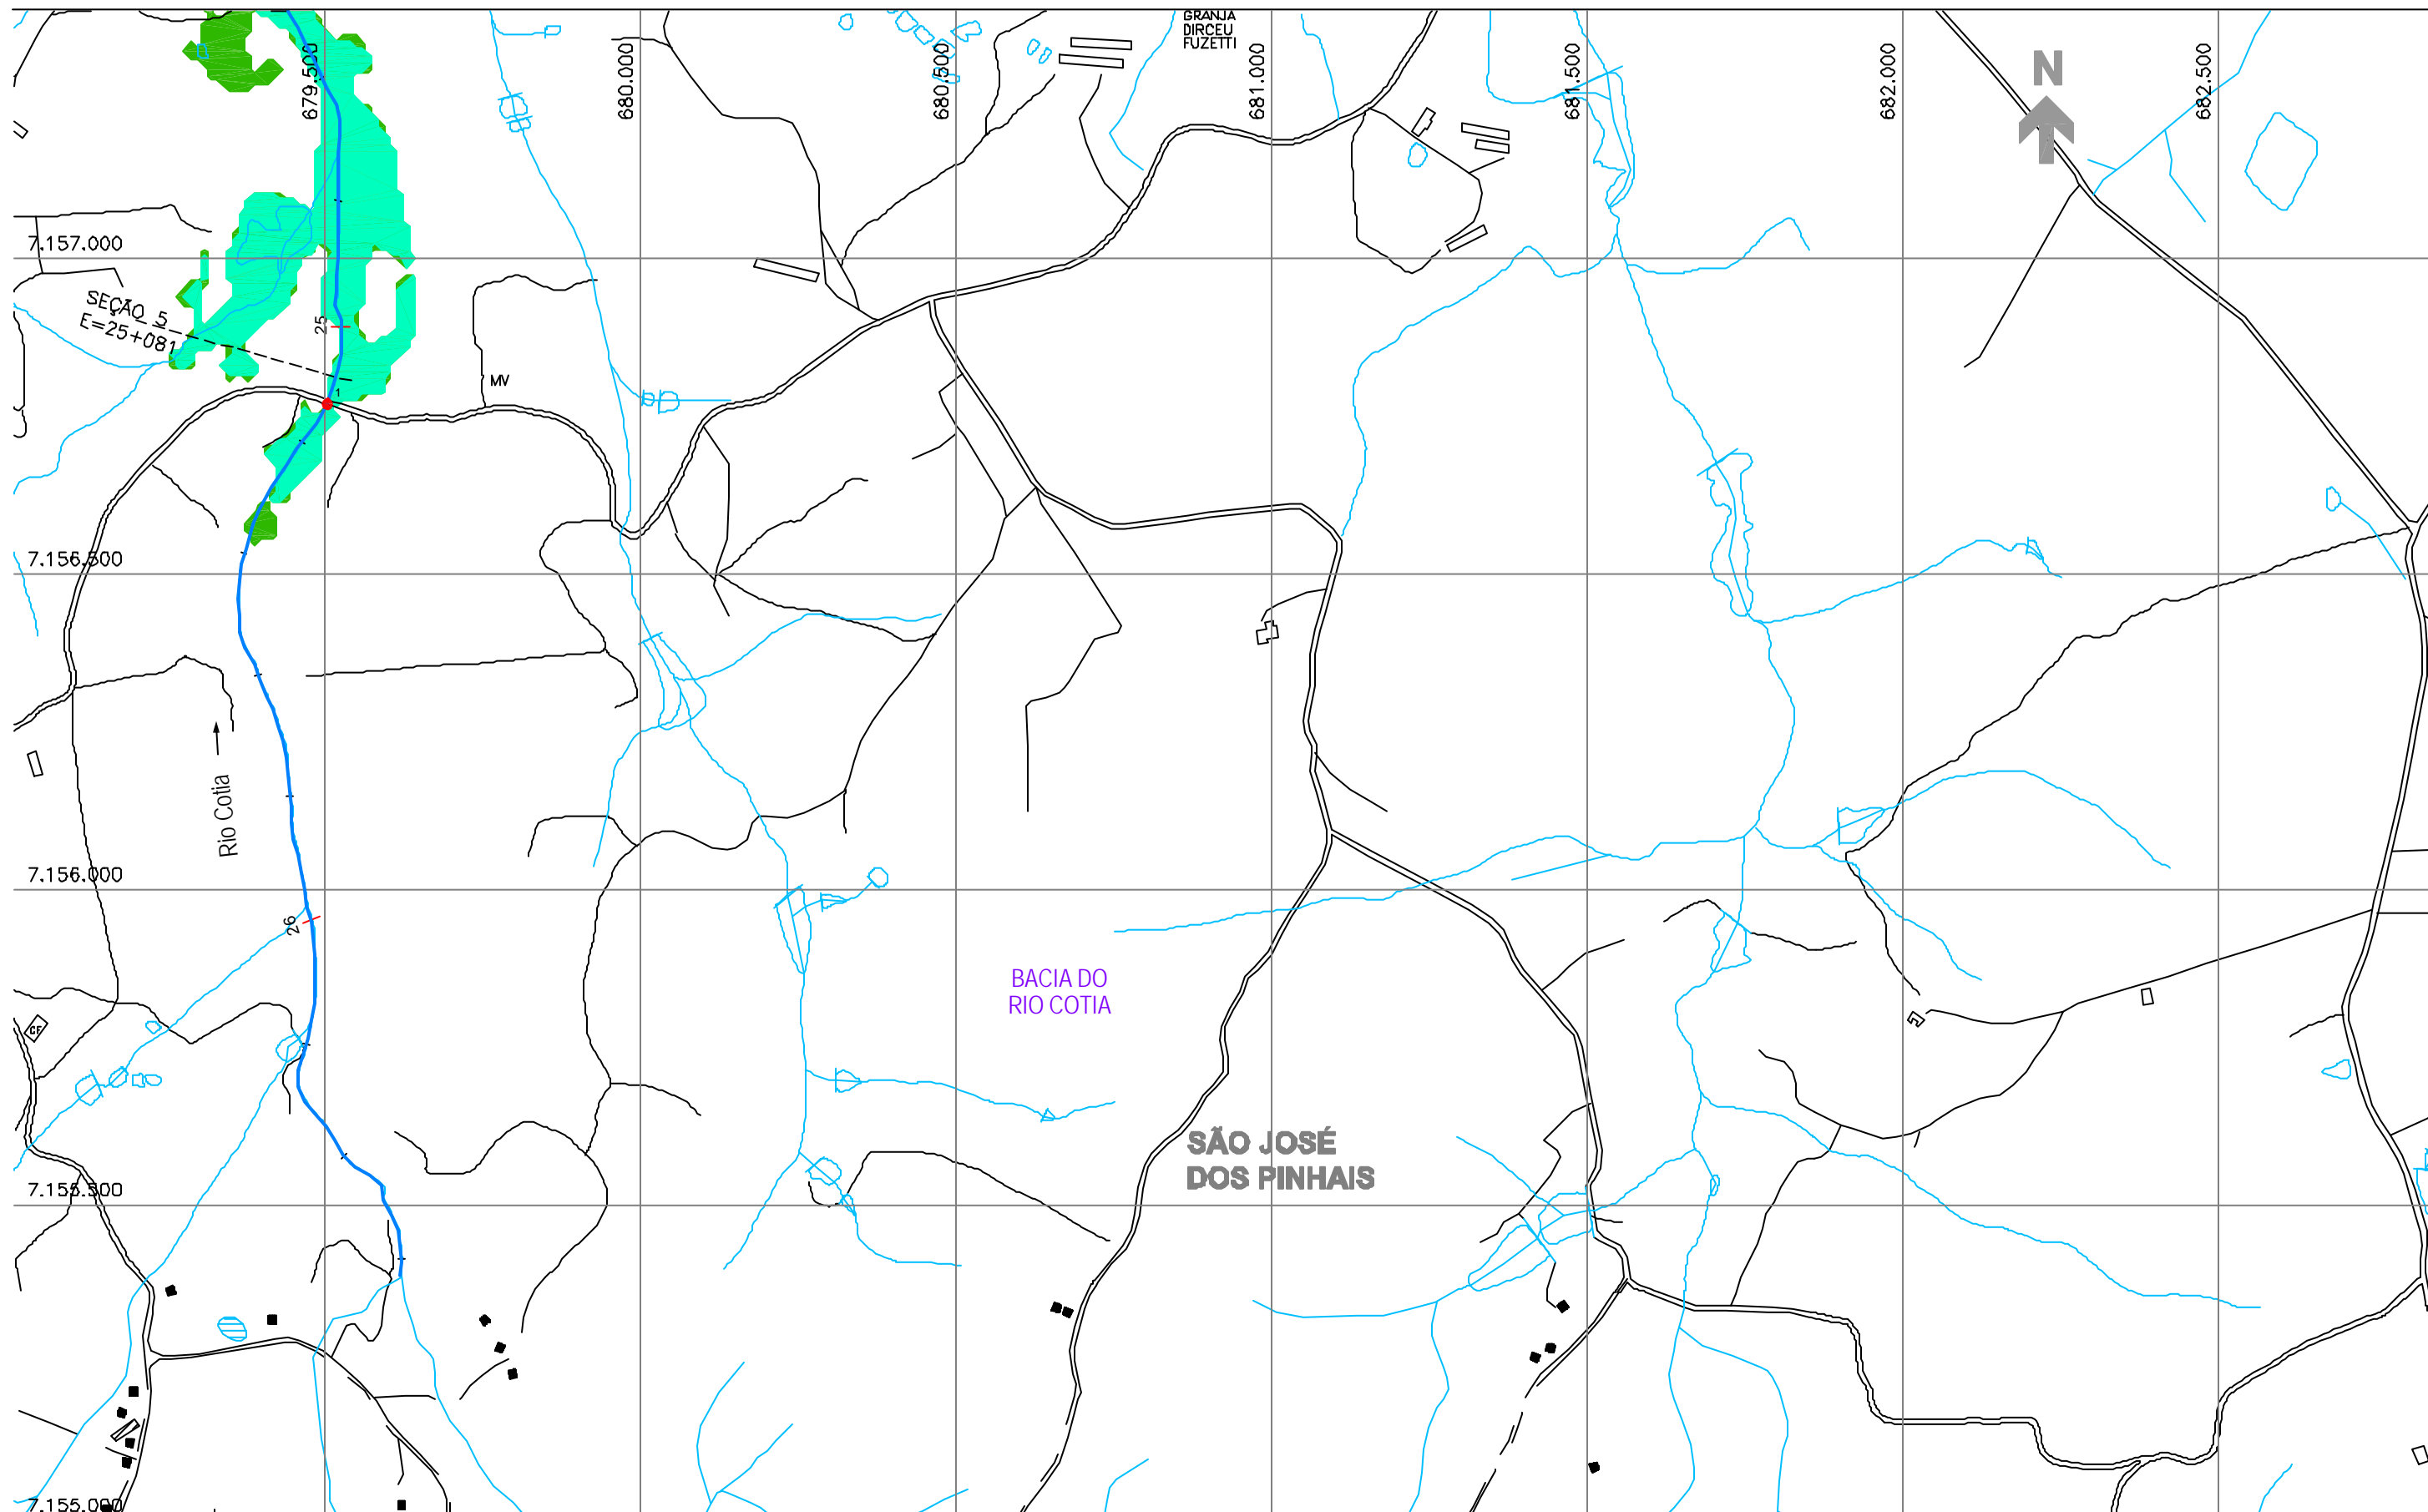 GRANJA
DIRCEU
FUZETTI
679.500
680.000
680.500
681.000
681.500
682.000
682.500
N
7.157.000
SEÇÃO 5
E=25+081
25
1
MV
7.156.500
Rio Cotia
7.156.000
26
BACIA DO
RIO COTIA
CF
SÃO JOSÉ
DOS PINHAIS
7.155.500
7.155.000